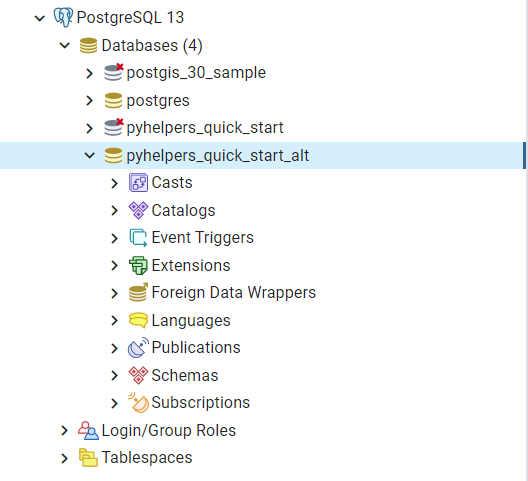 PostgreSQL 13
Databases (4)
postgis_30_sample
postgres
pyhelpers_quick_start
pyhelpers_quick_start_alt
Casts
Catalogs
Event Triggers
Extensions
Foreign Data Wrappers
Languages
Publications
Schemas
Subscriptions
Login/Group Roles
Tablespaces